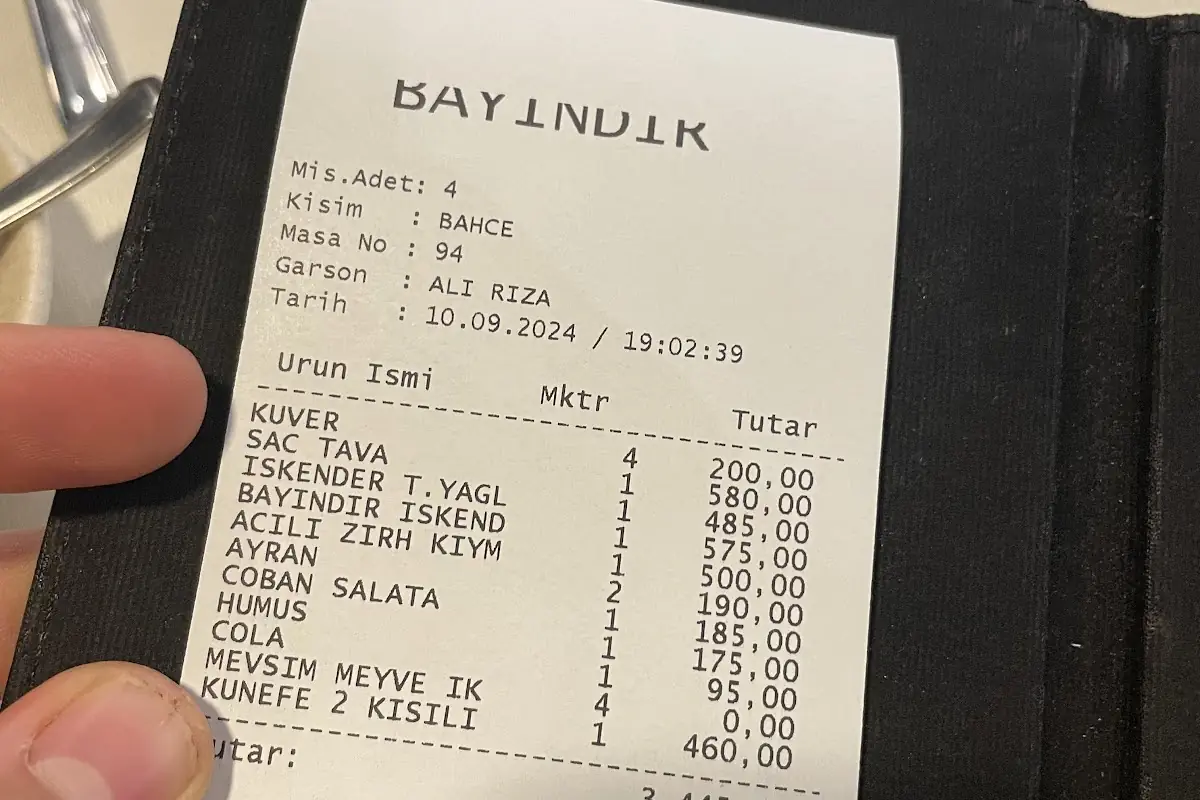 BAYINDIR
Mis.Adet: 4
Kisim : BAHCE
Masa No : 94
Garson : ALI RIZA
Tarih : 10.09.2024 / 19:02:39
Urun Ismi Mktr Tutar
KUVER 4 200,00
SAC TAVA 1 580,00
ISKENDER T.YAGL 1 485,00
BAYINDIR ISKEND 1 575,00
ACILI ZIRH KIYM 1 500,00
AYRAN 2 190,00
COBAN SALATA 1 185,00
HUMUS 1 175,00
COLA 1 95,00
MEVSIM MEYVE IK 4 0,00
KUNEFE 2 KISILI 1 460,00
utar: